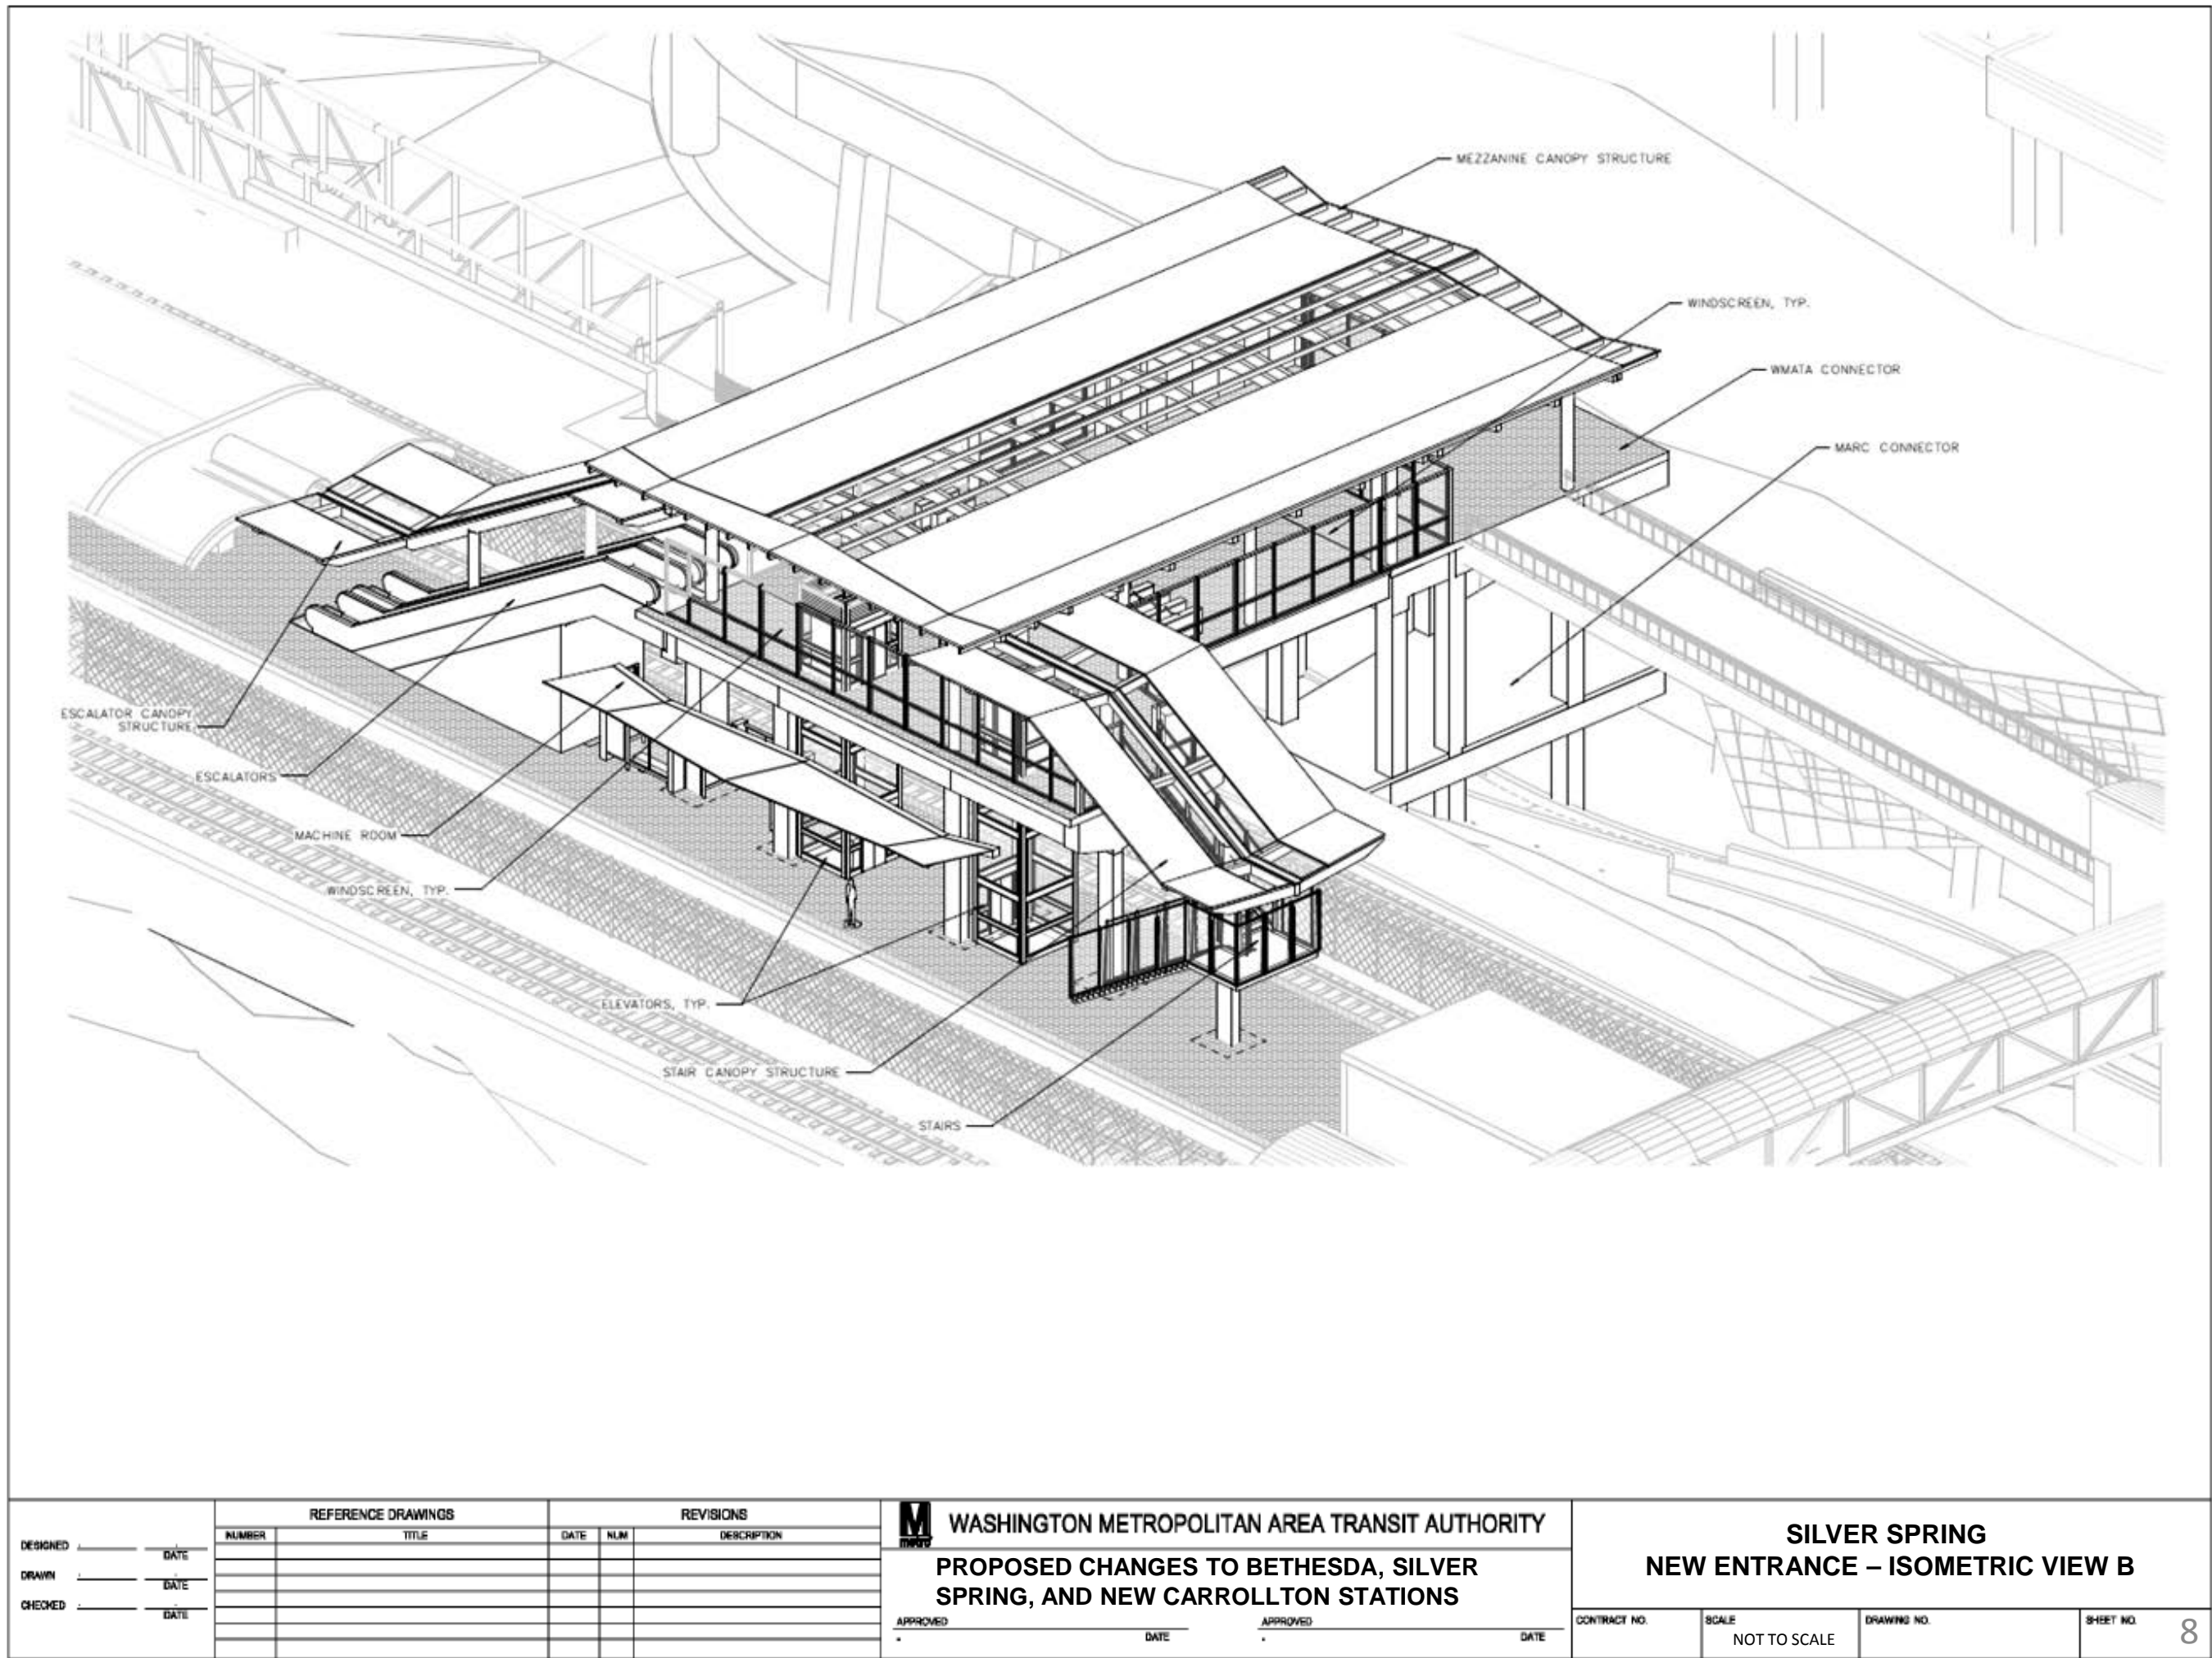 MEZZANINE CANOPY STRUCTURE
WINDSCREEN, TYP.
WMATA CONNECTOR
MARC CONNECTOR
ESCALATOR CANOPY
STRUCTURE
ESCALATORS
MACHINE ROOM
WINDSCREEN, TYP.
ELEVATORS, TYP.
STAIR CANOPY STRUCTURE
STAIRS
DESIGNED
DATE
DRAWN
DATE
CHECKED
DATE
REFERENCE DRAWINGS
NUMBER TITLE
REVISIONS
DATE NUM DESCRIPTION
M
metro
WASHINGTON METROPOLITAN AREA TRANSIT AUTHORITY
PROPOSED CHANGES TO BETHESDA, SILVER
SPRING, AND NEW CARROLLTON STATIONS
APPROVED
DATE
APPROVED
DATE
SILVER SPRING
NEW ENTRANCE – ISOMETRIC VIEW B
CONTRACT NO.
SCALE
NOT TO SCALE
DRAWING NO.
SHEET NO.
8